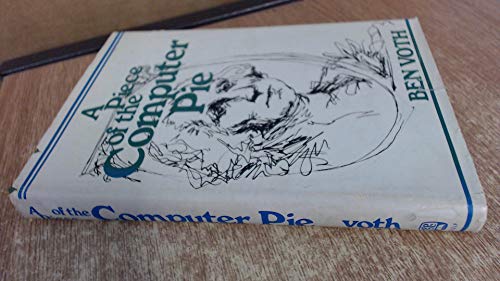 A piece
of the
Computer
Pie
BEN VOTH
A of the Computer Pie voth